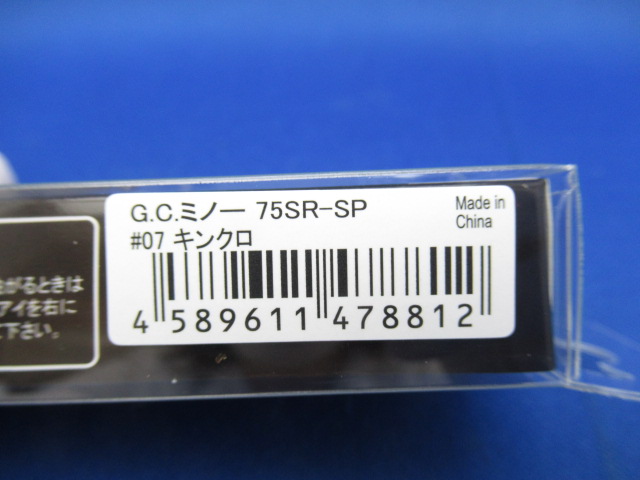 G.C.ミノー 75SR-SP
Made in
China
#07 キンクロ
4 589611 478812
がるときは
アイを右に
下さい。